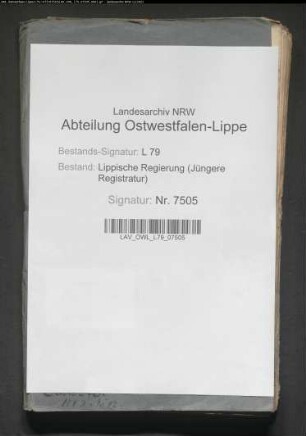 Landesarchiv NRW
Abteilung Ostwestfalen-Lippe
Bestands-Signatur: L 79
Bestand: Lippische Regierung (Jüngere
Registratur)
Signatur: Nr. 7505
LAV_OWL_L79_07505